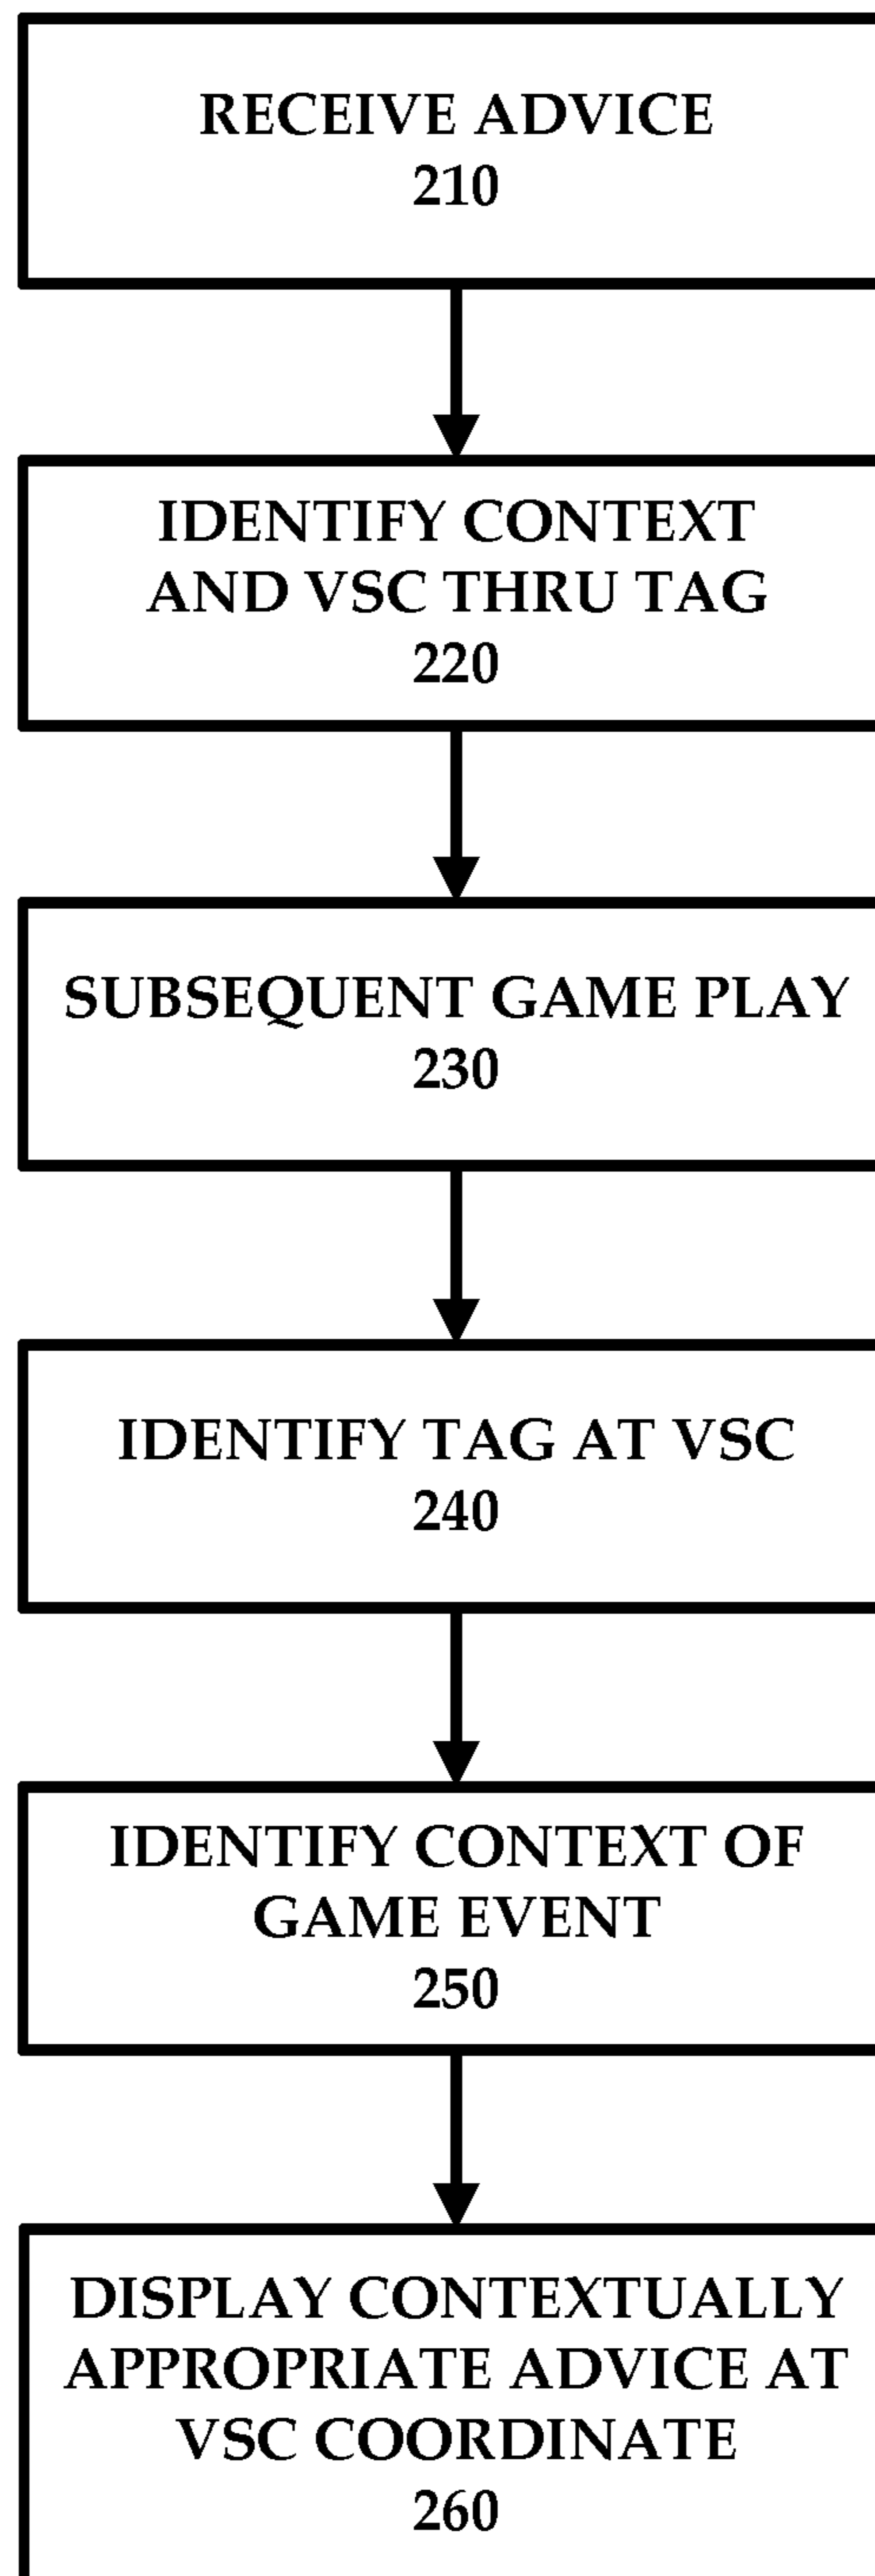 RECEIVE ADVICE
210
IDENTIFY CONTEXT
AND VSC THRU TAG
220
SUBSEQUENT GAME PLAY
230
IDENTIFY TAG AT VSC
240
IDENTIFY CONTEXT OF
GAME EVENT
250
DISPLAY CONTEXTUALLY
APPROPRIATE ADVICE AT
VSC COORDINATE
260